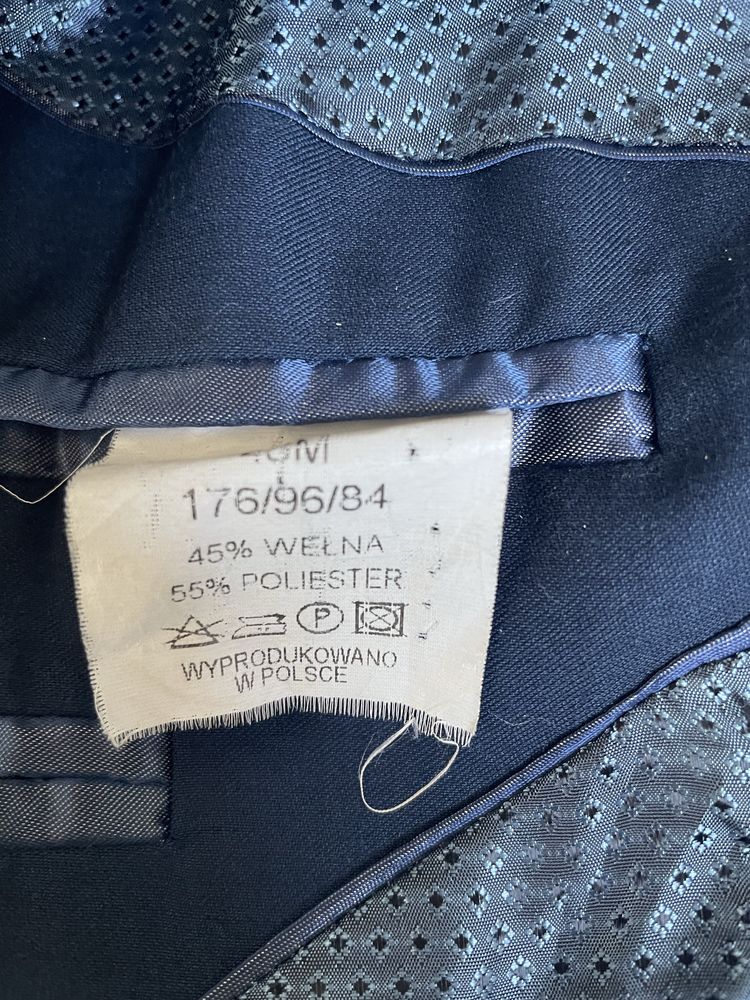 176/96/84
45% WEŁNA
55% POLIESTER
P
WYPRODUKOWANO
W POLSCE